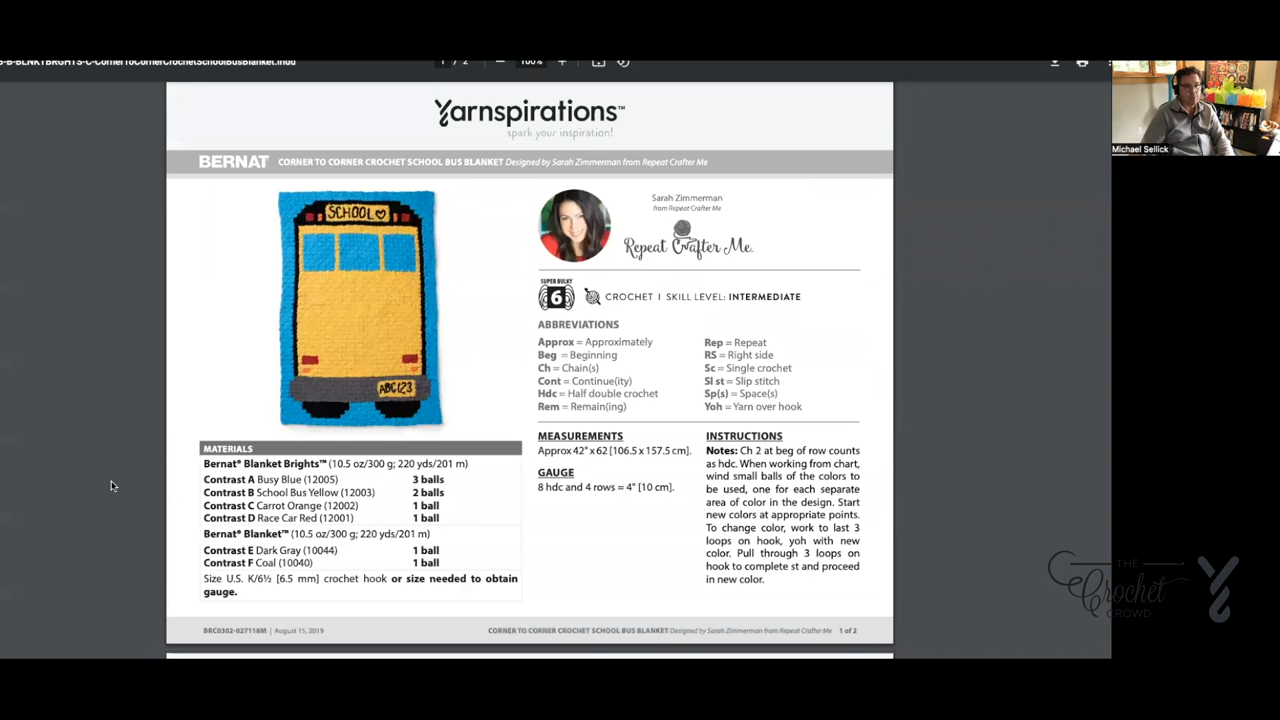 -B-BLNKTBRGHTS-C-CornerToCornerCrochetSchoolBusBlanket.indd
1 / 2
100%
Michael Sellick
Yarnspirations™
spark your inspiration!
BERNAT CORNER TO CORNER CROCHET SCHOOL BUS BLANKET Designed by Sarah Zimmerman from Repeat Crafter Me
SCHOOL
ABC123
Sarah Zimmerman
from Repeat Crafter Me
Repeat Crafter Me.
SUPER BULKY
6
CROCHET I SKILL LEVEL: INTERMEDIATE
ABBREVIATIONS
Approx = Approximately
Beg = Beginning
Ch = Chain(s)
Cont = Continue(ity)
Hdc = Half double crochet
Rem = Remain(ing)
Rep = Repeat
RS = Right side
Sc = Single crochet
Sl st = Slip stitch
Sp(s) = Space(s)
Yoh = Yarn over hook
MATERIALS
Bernat® Blanket Brights™ (10.5 oz/300 g; 220 yds/201 m)
Contrast A Busy Blue (12005) 3 balls
Contrast B School Bus Yellow (12003) 2 balls
Contrast C Carrot Orange (12002) 1 ball
Contrast D Race Car Red (12001) 1 ball
Bernat® Blanket™ (10.5 oz/300 g; 220 yds/201 m)
Contrast E Dark Gray (10044) 1 ball
Contrast F Coal (10040) 1 ball
Size U.S. K/6½ [6.5 mm] crochet hook or size needed to obtain
gauge.
MEASUREMENTS
Approx 42" x 62 [106.5 x 157.5 cm].
GAUGE
8 hdc and 4 rows = 4" [10 cm].
INSTRUCTIONS
Notes: Ch 2 at beg of row counts
as hdc. When working from chart,
wind small balls of the colors to
be used, one for each separate
area of color in the design. Start
new colors at appropriate points.
To change color, work to last 3
loops on hook, yoh with new
color. Pull through 3 loops on
hook to complete st and proceed
in new color.
BRC0302-027118M | August 15, 2019
CORNER TO CORNER CROCHET SCHOOL BUS BLANKET Designed by Sarah Zimmerman from Repeat Crafter Me 1 of 2
THE
Crochet
CROWD